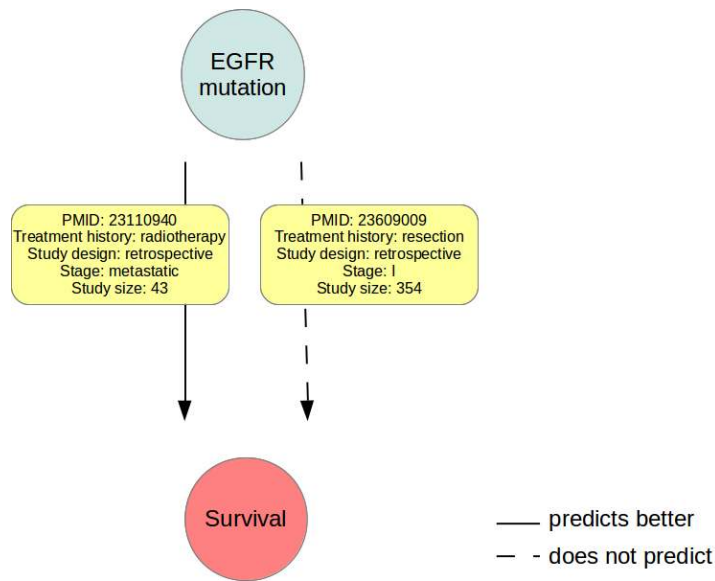 EGFR
mutation
PMID: 23110940
Treatment history: radiotherapy
Study design: retrospective
Stage: metastatic
Study size: 43
PMID: 23609009
Treatment history: resection
Study design: retrospective
Stage: I
Study size: 354
Survival
predicts better
does not predict